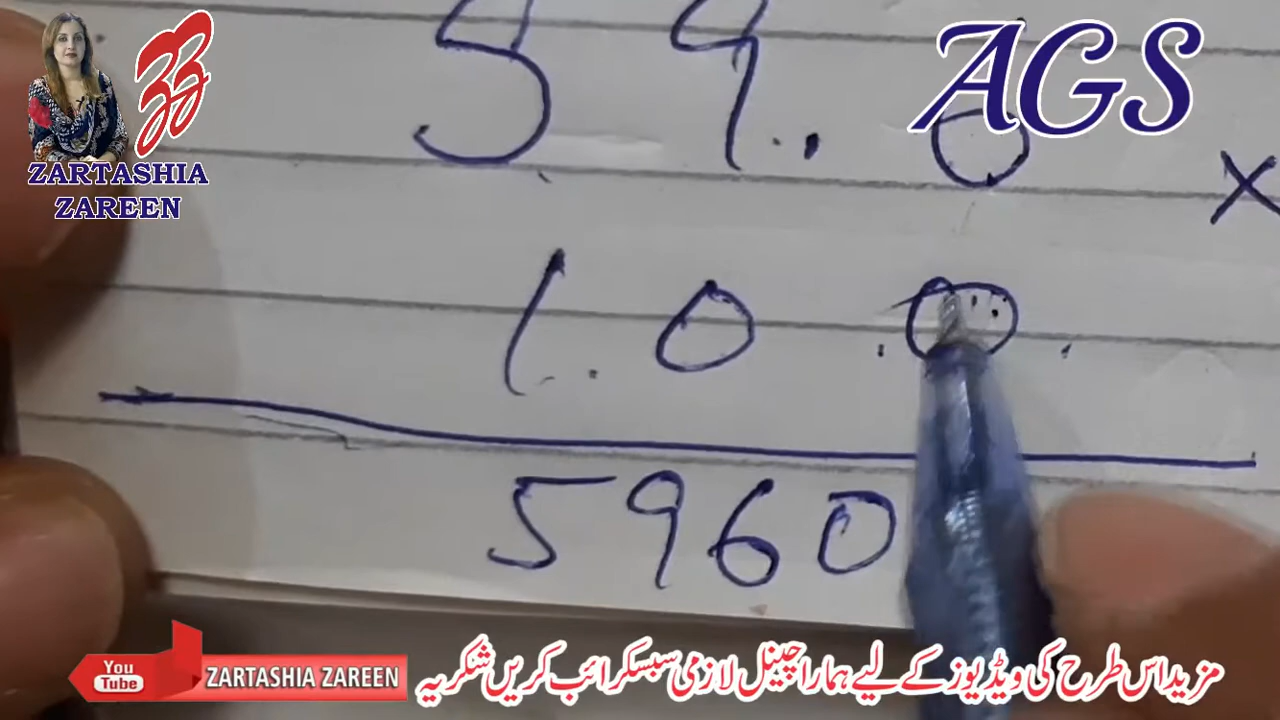 AGS
ZARTASHIA
ZAREEN
59.6 ×
1.00
5960
You
Tube
ZARTASHIA ZAREEN
مزید اس طرح کی ویڈیوز کے لیے ہمارا چینل لازمی سبسکرائب کریں شکریہ